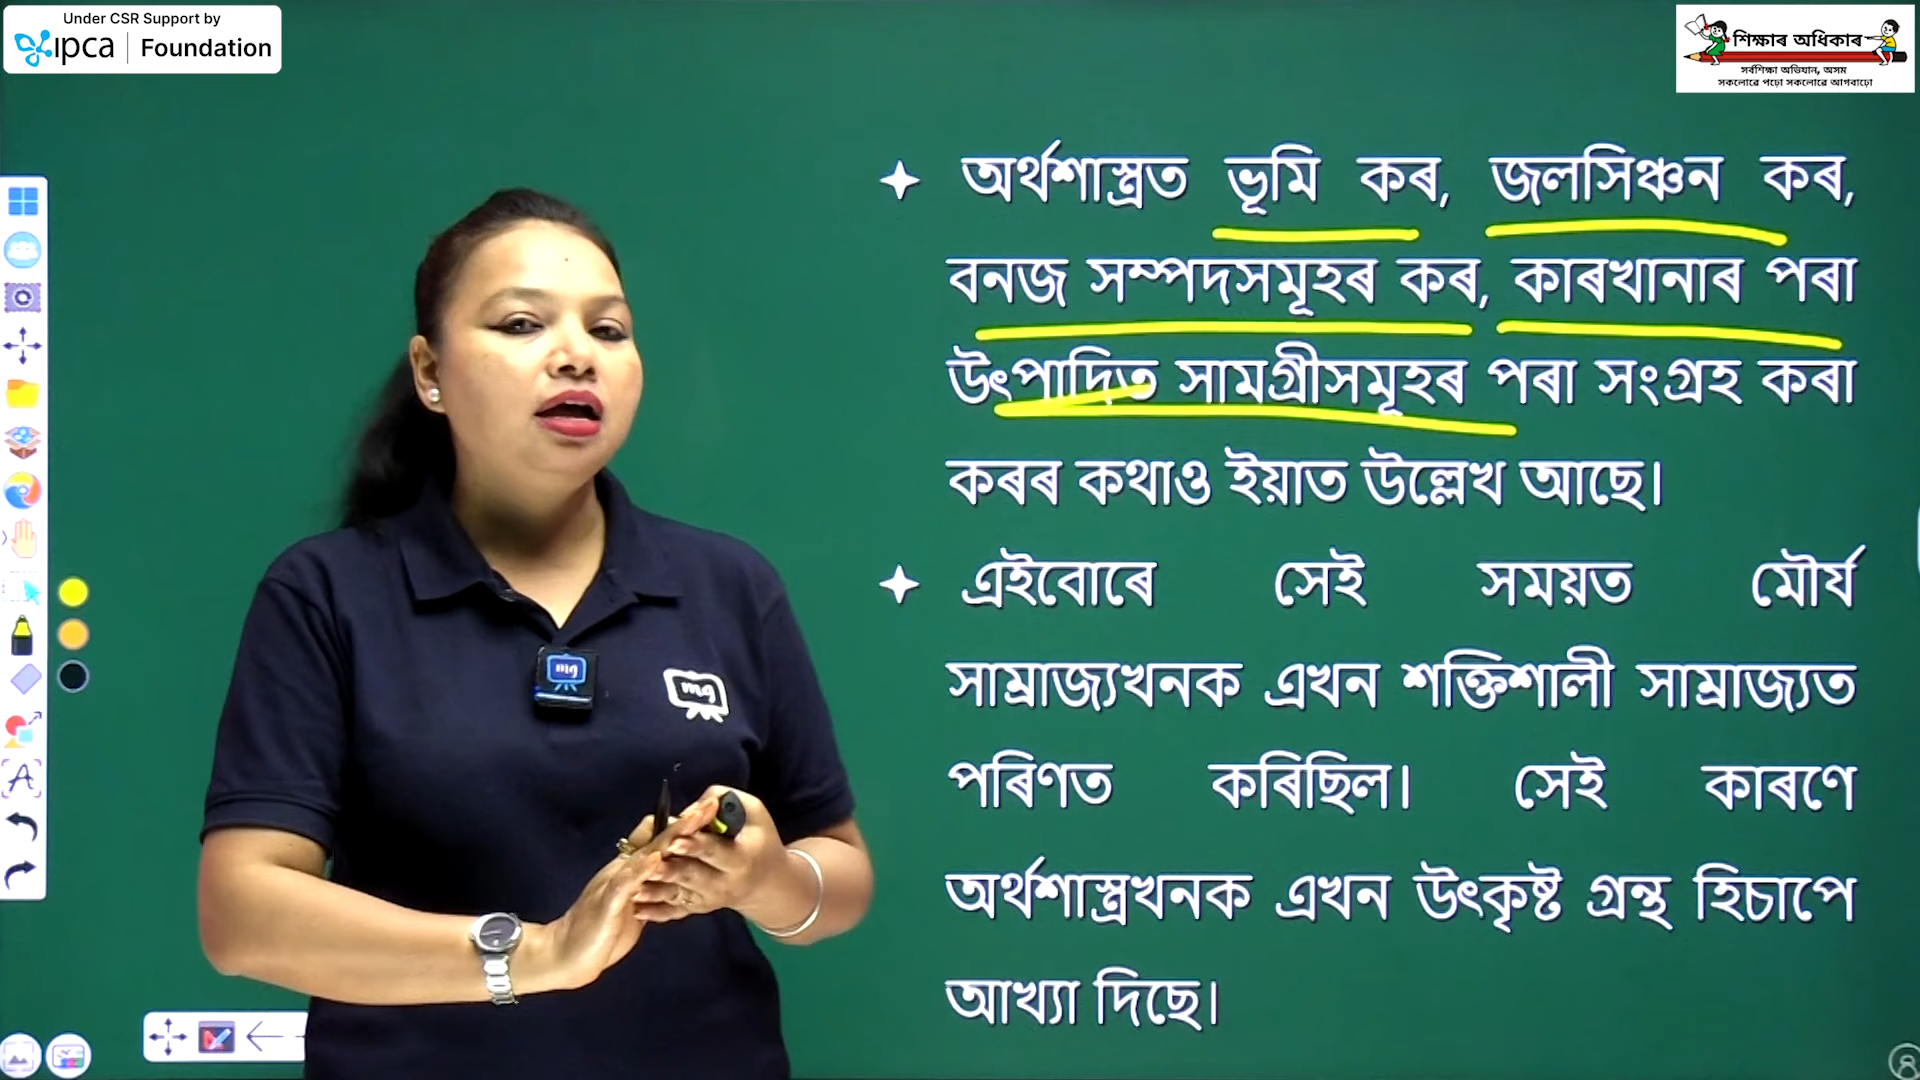 Under CSR Support by
ipca | Foundation
শিক্ষাৰ অধিকাৰ
সৰ্বশিক্ষা অভিযান, অসম
সকলোৱে পঢ়ো সকলোৱে আগবাঢ়ো
অৰ্থশাস্ত্ৰত ভূমি কৰ, জলসিঞ্চন কৰ,
বনজ সম্পদসমূহৰ কৰ, কাৰখানাৰ পৰা
উৎপাদিত সামগ্ৰীসমূহৰ পৰা সংগ্ৰহ কৰা
কৰৰ কথাও ইয়াত উল্লেখ আছে।
এইবোৰে সেই সময়ত মৌৰ্য
সাম্ৰাজ্যখনক এখন শক্তিশালী সাম্ৰাজ্যত
পৰিণত কৰিছিল। সেই কাৰণে
অৰ্থশাস্ত্ৰখনক এখন উৎকৃষ্ট গ্ৰন্থ হিচাপে
আখ্যা দিছে।
mg
mg